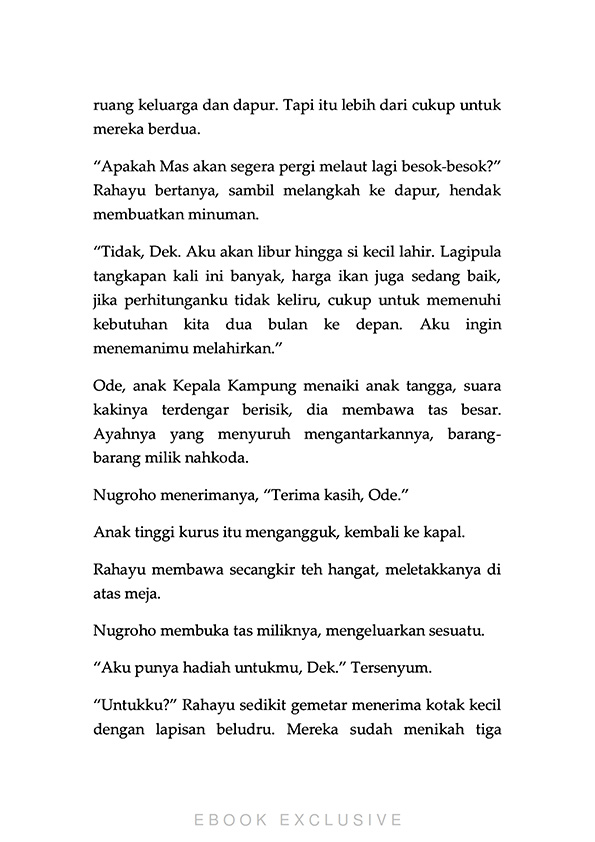 ruang keluarga dan dapur. Tapi itu lebih dari cukup untuk
mereka berdua.
“Apakah Mas akan segera pergi melaut lagi besok-besok?”
Rahayu bertanya, sambil melangkah ke dapur, hendak
membuatkan minuman.
“Tidak, Dek. Aku akan libur hingga si kecil lahir. Lagipula
tangkapan kali ini banyak, harga ikan juga sedang baik,
jika perhitunganku tidak keliru, cukup untuk memenuhi
kebutuhan kita dua bulan ke depan. Aku ingin
menemanimu melahirkan.”
Ode, anak Kepala Kampung menaiki anak tangga, suara
kakinya terdengar berisik, dia membawa tas besar.
Ayahnya yang menyuruh mengantarkannya, barang-
barang milik nahkoda.
Nugroho menerimanya, “Terima kasih, Ode.”
Anak tinggi kurus itu mengangguk, kembali ke kapal.
Rahayu membawa secangkir teh hangat, meletakkanya di
atas meja.
Nugroho membuka tas miliknya, mengeluarkan sesuatu.
“Aku punya hadiah untukmu, Dek.” Tersenyum.
“Untukku?” Rahayu sedikit gemetar menerima kotak kecil
dengan lapisan beludru. Mereka sudah menikah tiga
EBOOK EXCLUSIVE